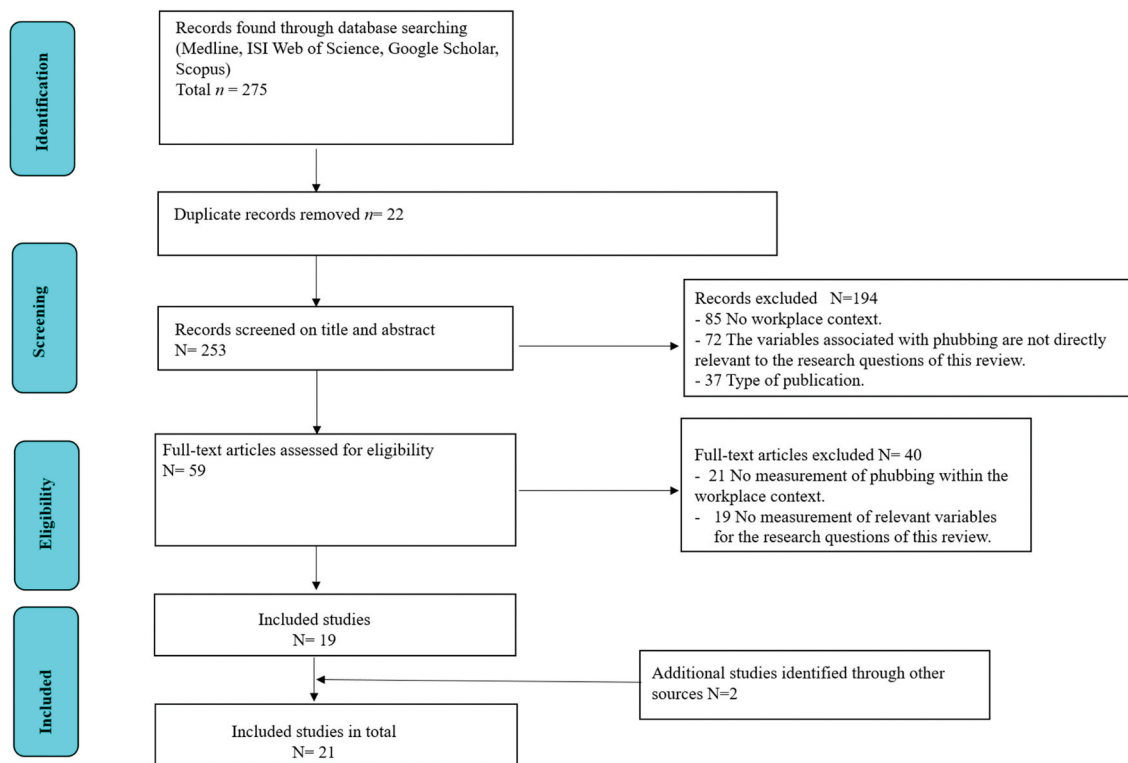 Identification
Records found through database searching
(Medline, ISI Web of Science, Google Scholar,
Scopus)
Total n = 275
Duplicate records removed n= 22
Screening
Records screened on title and abstract
N= 253
Records excluded N=194
- 85 No workplace context.
- 72 The variables associated with phubbing are not directly
relevant to the research questions of this review.
- 37 Type of publication.
Eligibility
Full-text articles assessed for eligibility
N= 59
Full-text articles excluded N= 40
- 21 No measurement of phubbing within the
workplace context.
- 19 No measurement of relevant variables
for the research questions of this review.
Included
Included studies
N= 19
Additional studies identified through other
sources N=2
Included studies in total
N= 21